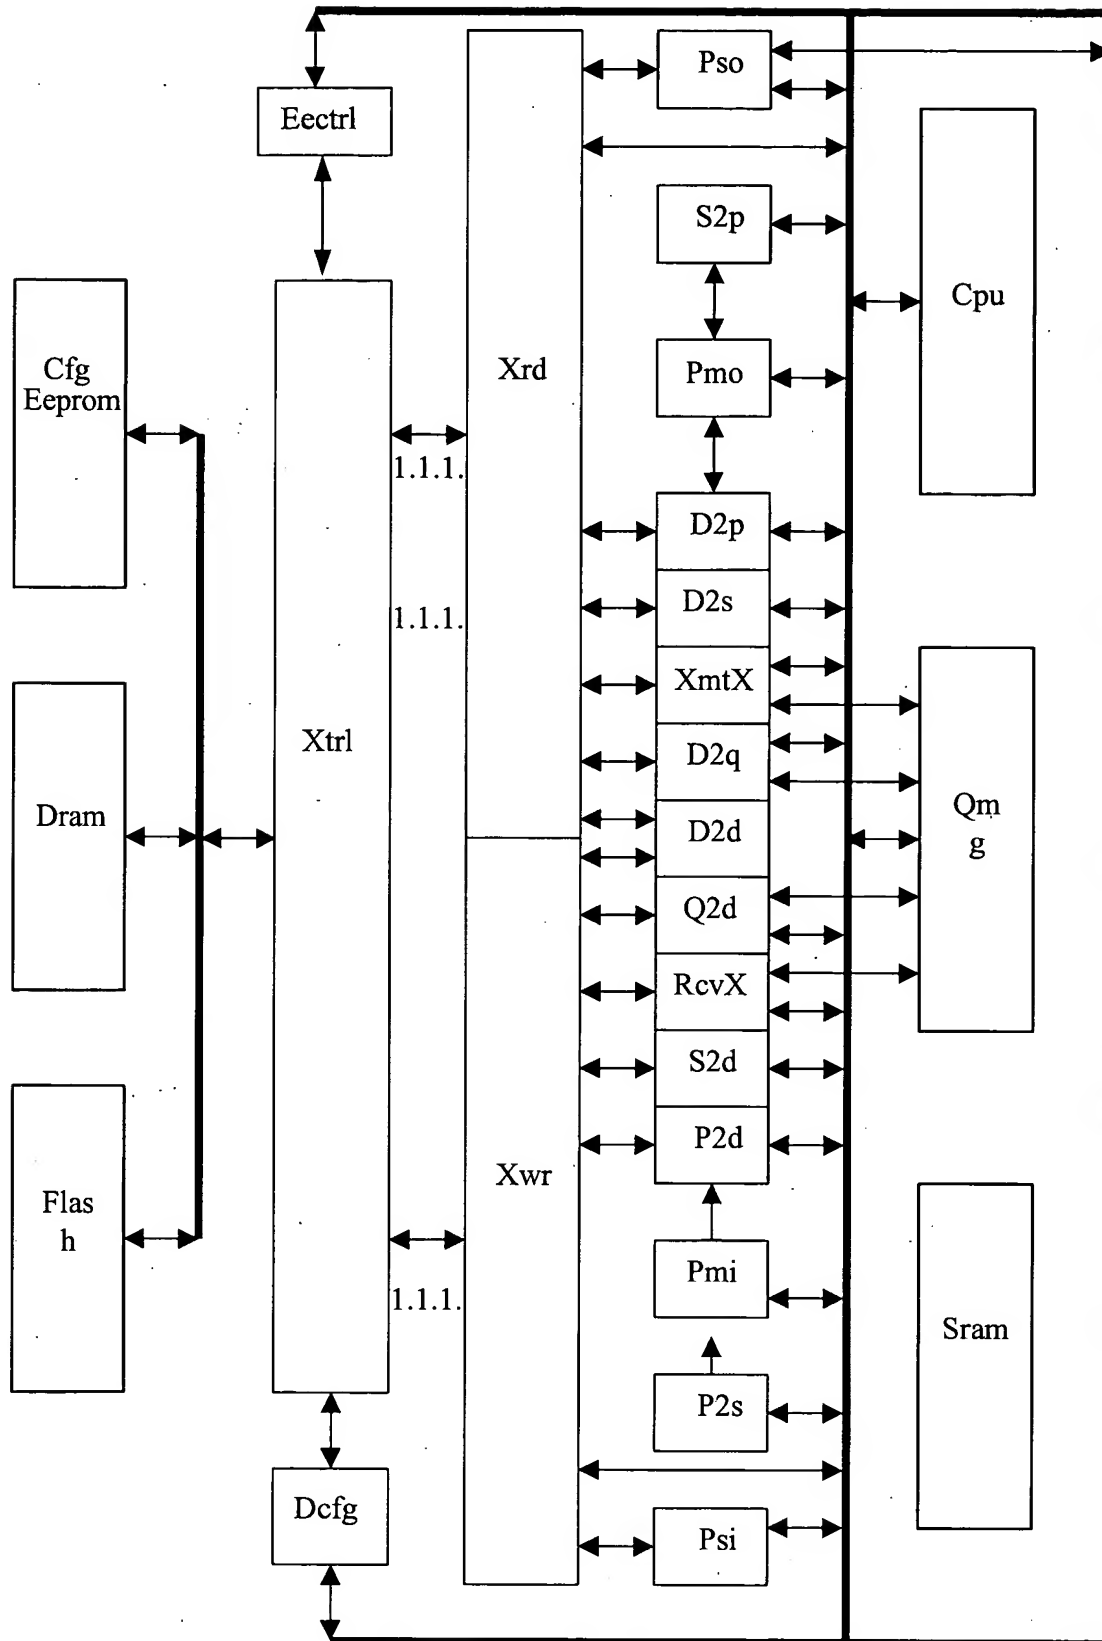 Pso
Eectrl
S2p
Cpu
Cfg
Eeprom
Xrd
Pmo
1.1.1.
D2p
D2s
1.1.1.
XmtX
Xtrl
D2q
Dram
D2d
Qm
g
Q2d
RcvX
S2d
P2d
Xwr
Flas
h
Pmi
1.1.1.
Sram
P2s
Dcfg
Psi